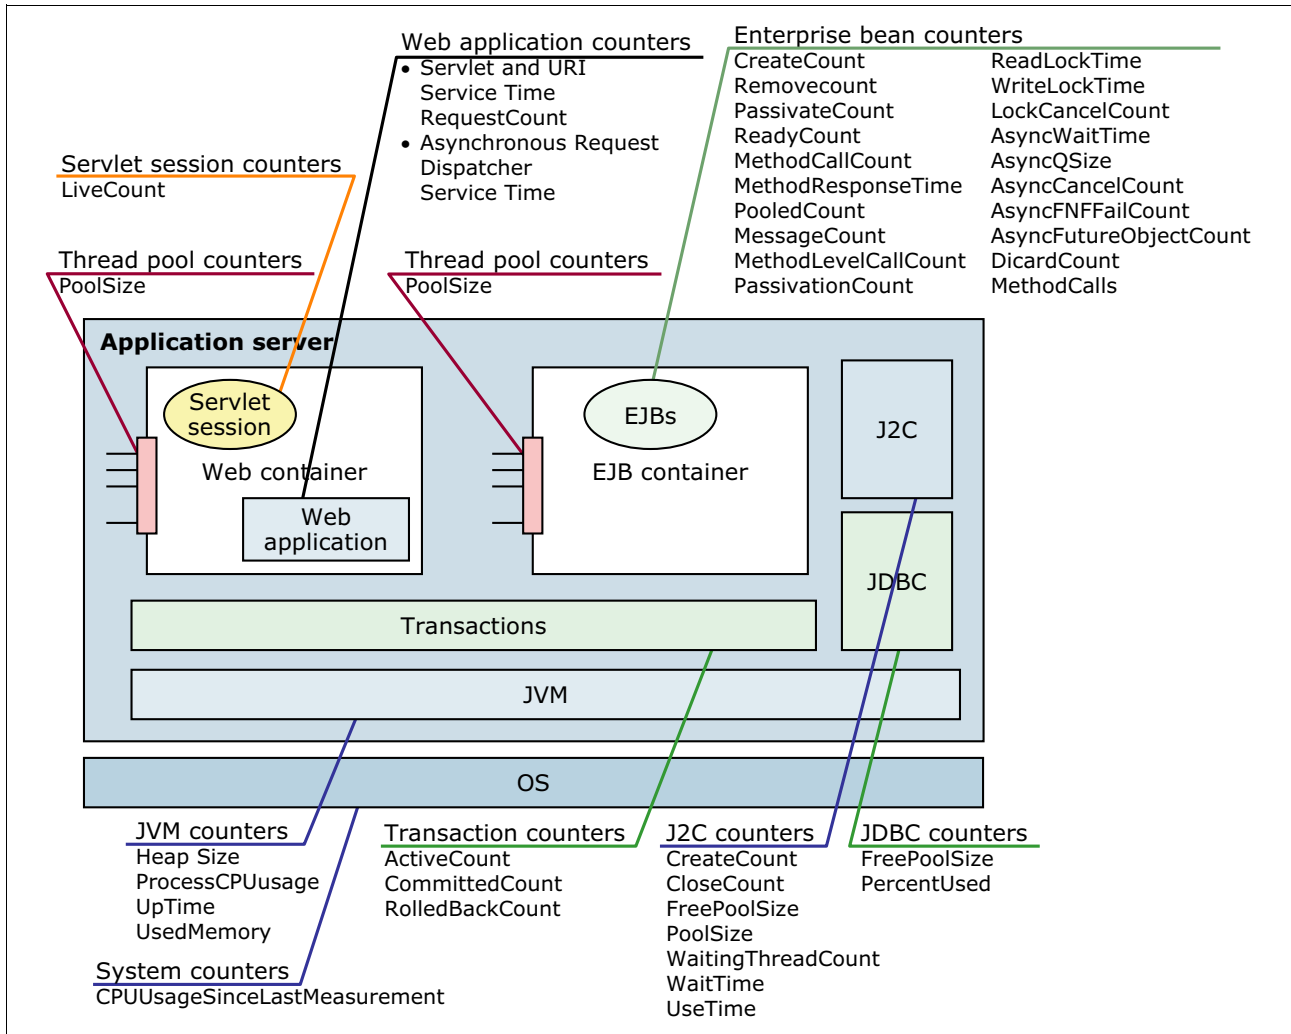 Web application counters
• Servlet and URI
Service Time
RequestCount
• Asynchronous Request
Dispatcher
Service Time
Enterprise bean counters
CreateCount
Removecount
PassivateCount
ReadyCount
MethodCallCount
MethodResponseTime
PooledCount
MessageCount
MethodLevelCallCount
PassivationCount
ReadLockTime
WriteLockTime
LockCancelCount
AsyncWaitTime
AsyncQSize
AsyncCancelCount
AsyncFNFFailCount
AsyncFutureObjectCount
DicardCount
MethodCalls
Servlet session counters
LiveCount
Thread pool counters
PoolSize
Thread pool counters
PoolSize
Application server
Servlet
session
Web container
Web
application
EJBs
EJB container
J2C
JDBC
Transactions
JVM
OS
JVM counters
Heap Size
ProcessCPUusage
UpTime
UsedMemory
Transaction counters
ActiveCount
CommittedCount
RolledBackCount
J2C counters
CreateCount
CloseCount
FreePoolSize
PoolSize
WaitingThreadCount
WaitTime
UseTime
JDBC counters
FreePoolSize
PercentUsed
System counters
CPUUsageSinceLastMeasurement